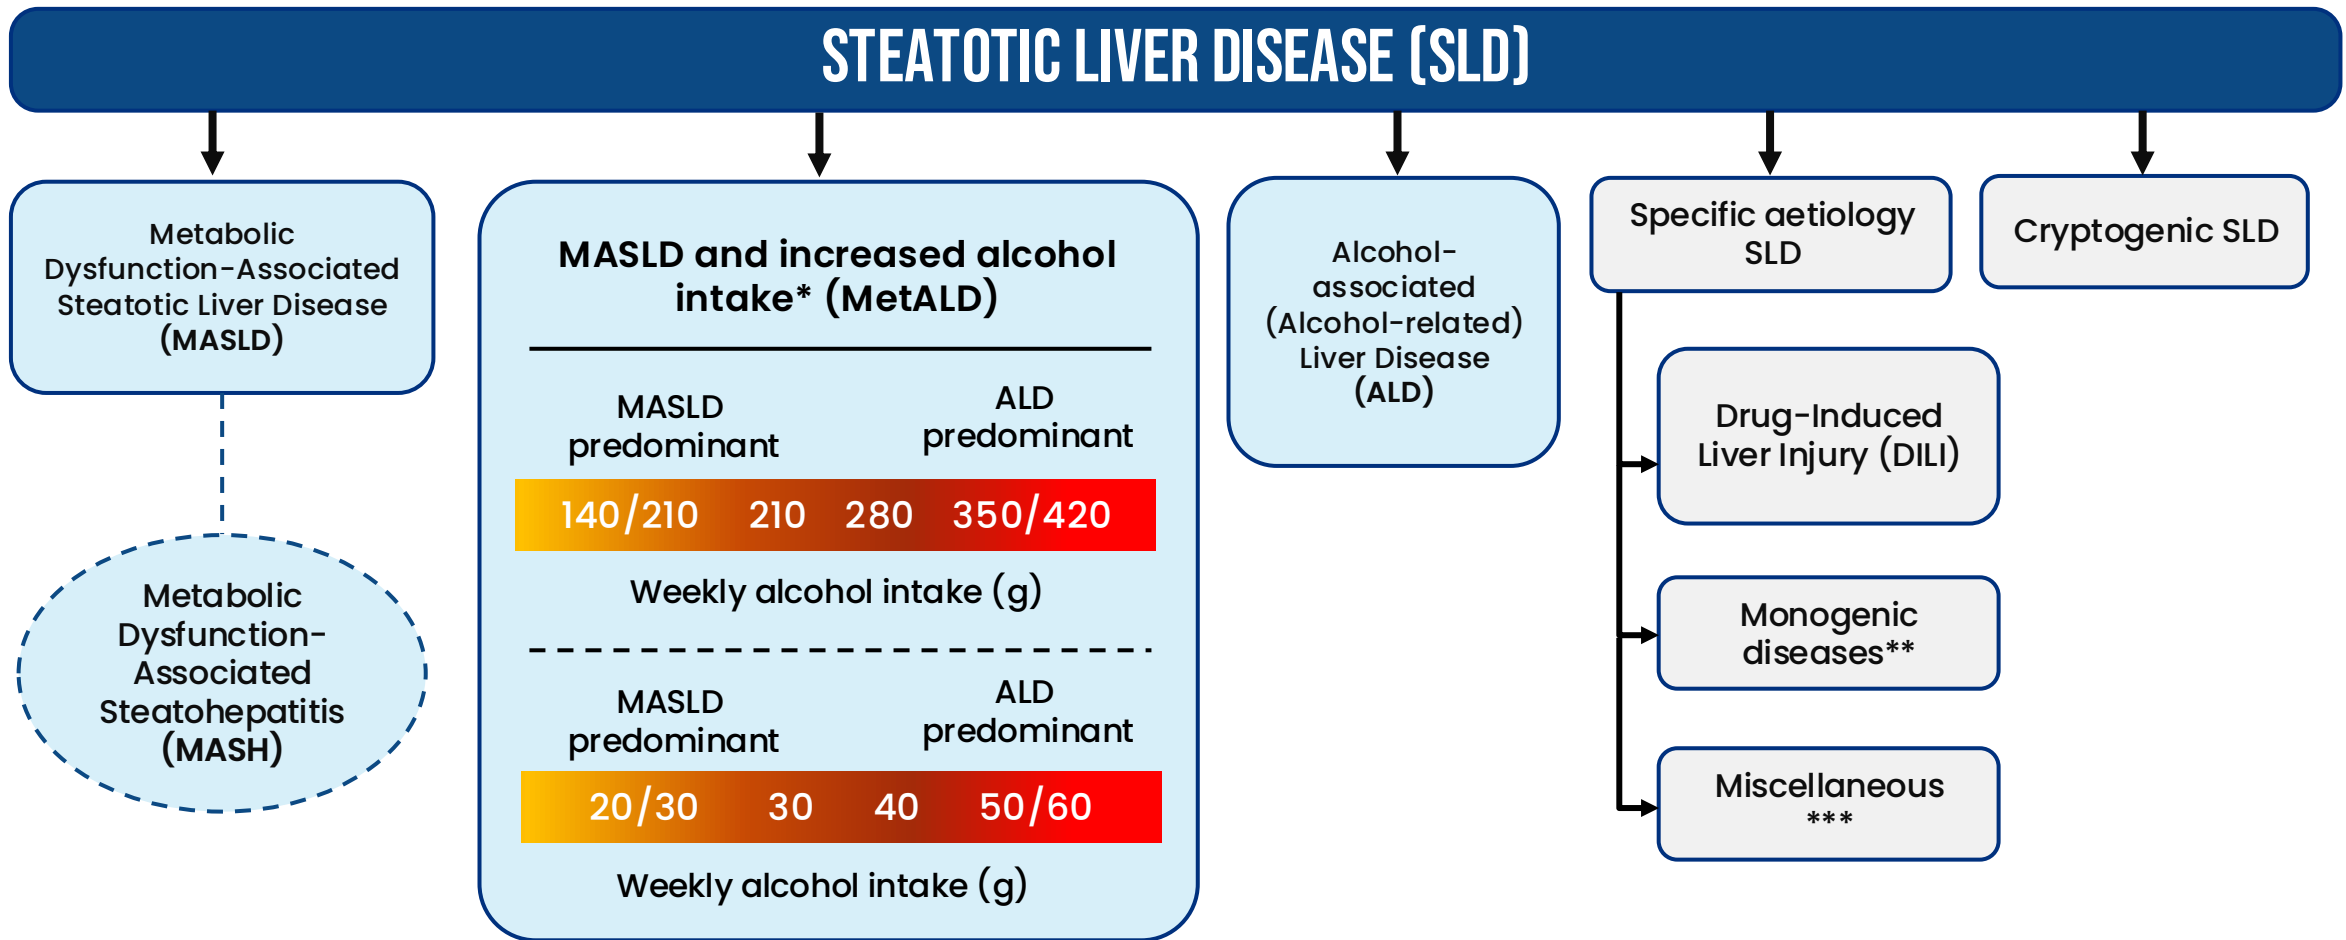 STEATOTIC LIVER DISEASE (SLD)
Metabolic
Dysfunction-Associated
Steatotic Liver Disease
(MASLD)
Metabolic
Dysfunction-
Associated
Steatohepatitis
(MASH)
MASLD and increased alcohol
intake* (MetALD)
MASLD
predominant
ALD
predominant
140/210 210 280 350/420
Weekly alcohol intake (g)
MASLD
predominant
ALD
predominant
20/30 30 40 50/60
Weekly alcohol intake (g)
Alcohol-
associated
(Alcohol-related)
Liver Disease
(ALD)
Specific aetiology
SLD
Drug-Induced
Liver Injury (DILI)
Monogenic
diseases**
Miscellaneous
***
Cryptogenic SLD